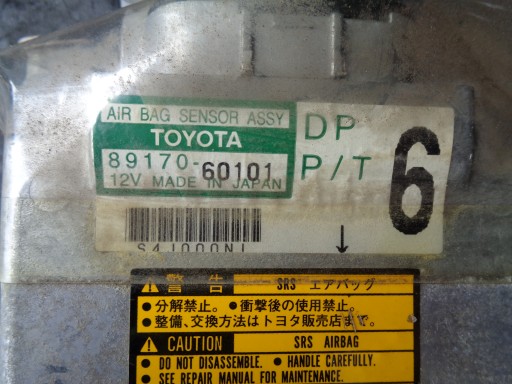 AIR BAG SENSOR ASSY
TOYOTA
89170-60101
12V MADE IN JAPAN
DP
P/T
6
S41000NI
警告 SRS エアバッグ
●分解禁止。●衝撃後の使用禁止。
●整備、交換方法はトヨタ販売店まで。
CAUTION SRS AIRBAG
● DO NOT DISASSEMBLE. ● HANDLE CAREFULLY.
● SEE REPAIR MANUAL FOR MAINTENANCE.